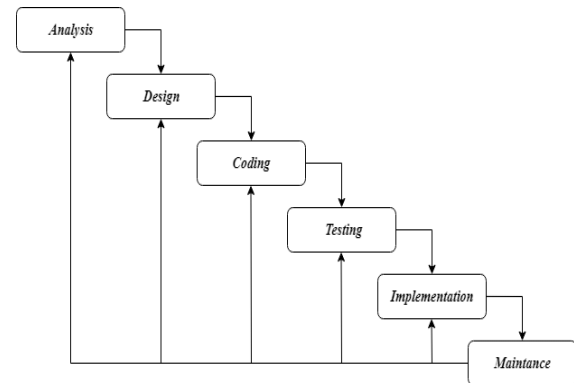 Analysis
Design
Coding
Testing
Implementation
Maintance